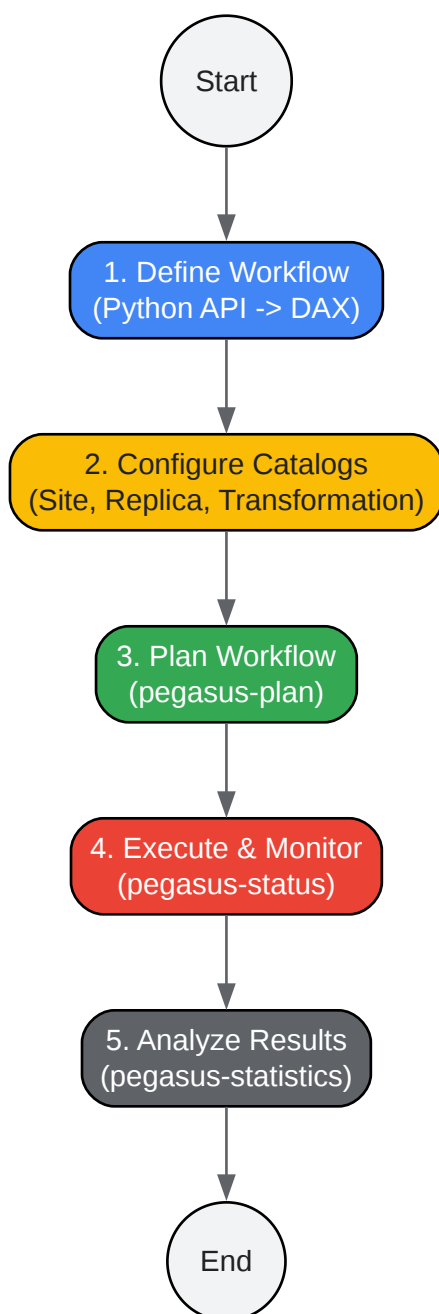 Start
1. Define Workflow
(Python API -> DAX)
2. Configure Catalogs
(Site, Replica, Transformation)
3. Plan Workflow
(pegasus-plan)
4. Execute & Monitor
(pegasus-status)
5. Analyze Results
(pegasus-statistics)
End